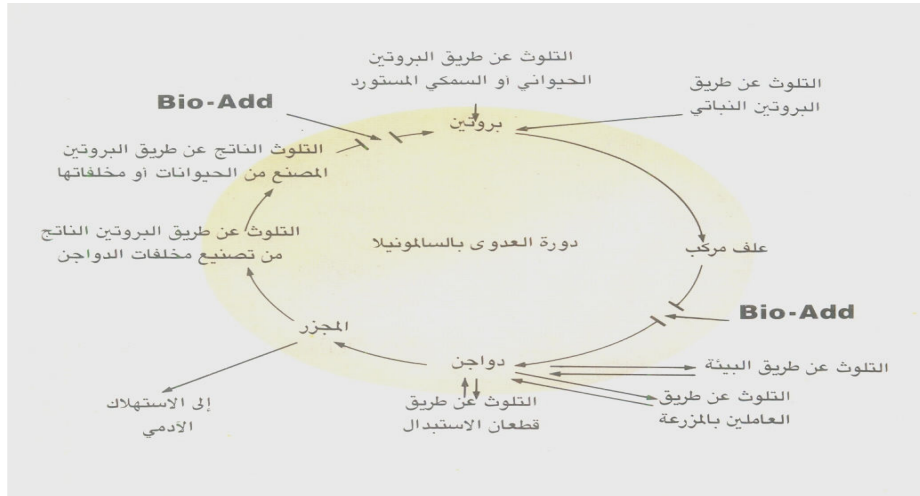 التلوث عن طريق البروتين
الحيواني أو السمكي المستورد
التلوث عن طريق
البروتين النباتي
Bio-Add
بروتين
التلوث الناتج عن طريق البروتين
المصنع من الحيوانات أو مخلفاتها
التلوث عن طريق البروتين الناتج
من تصنيع مخلفات الدواجن
دورة العدوى بالسالمونيلا
علف مركب
Bio-Add
المجزر
دواجن
التلوث عن طريق البيئة
إلى الاستهلاك
الآدمي
التلوث عن طريق
قطعان الاستبدال
التلوث عن طريق
العاملين بالمزرعة